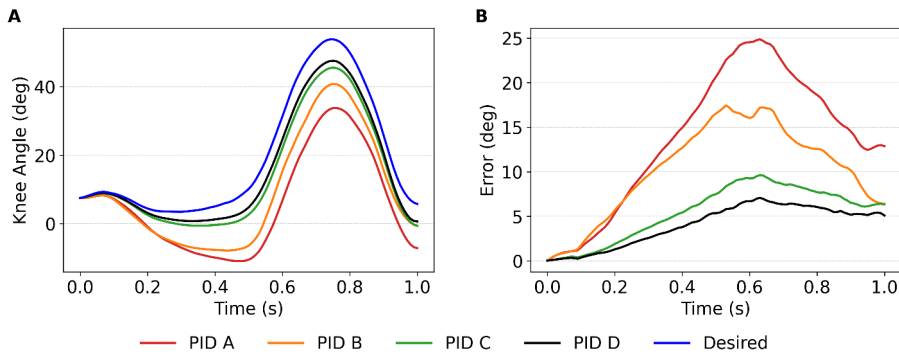 A
B
Knee Angle (deg)
40
20
0
0.0 0.2 0.4 0.6 0.8 1.0
Time (s)
Error (deg)
25
20
15
10
5
0
0.0 0.2 0.4 0.6 0.8 1.0
Time (s)
PID A PID B PID C PID D Desired